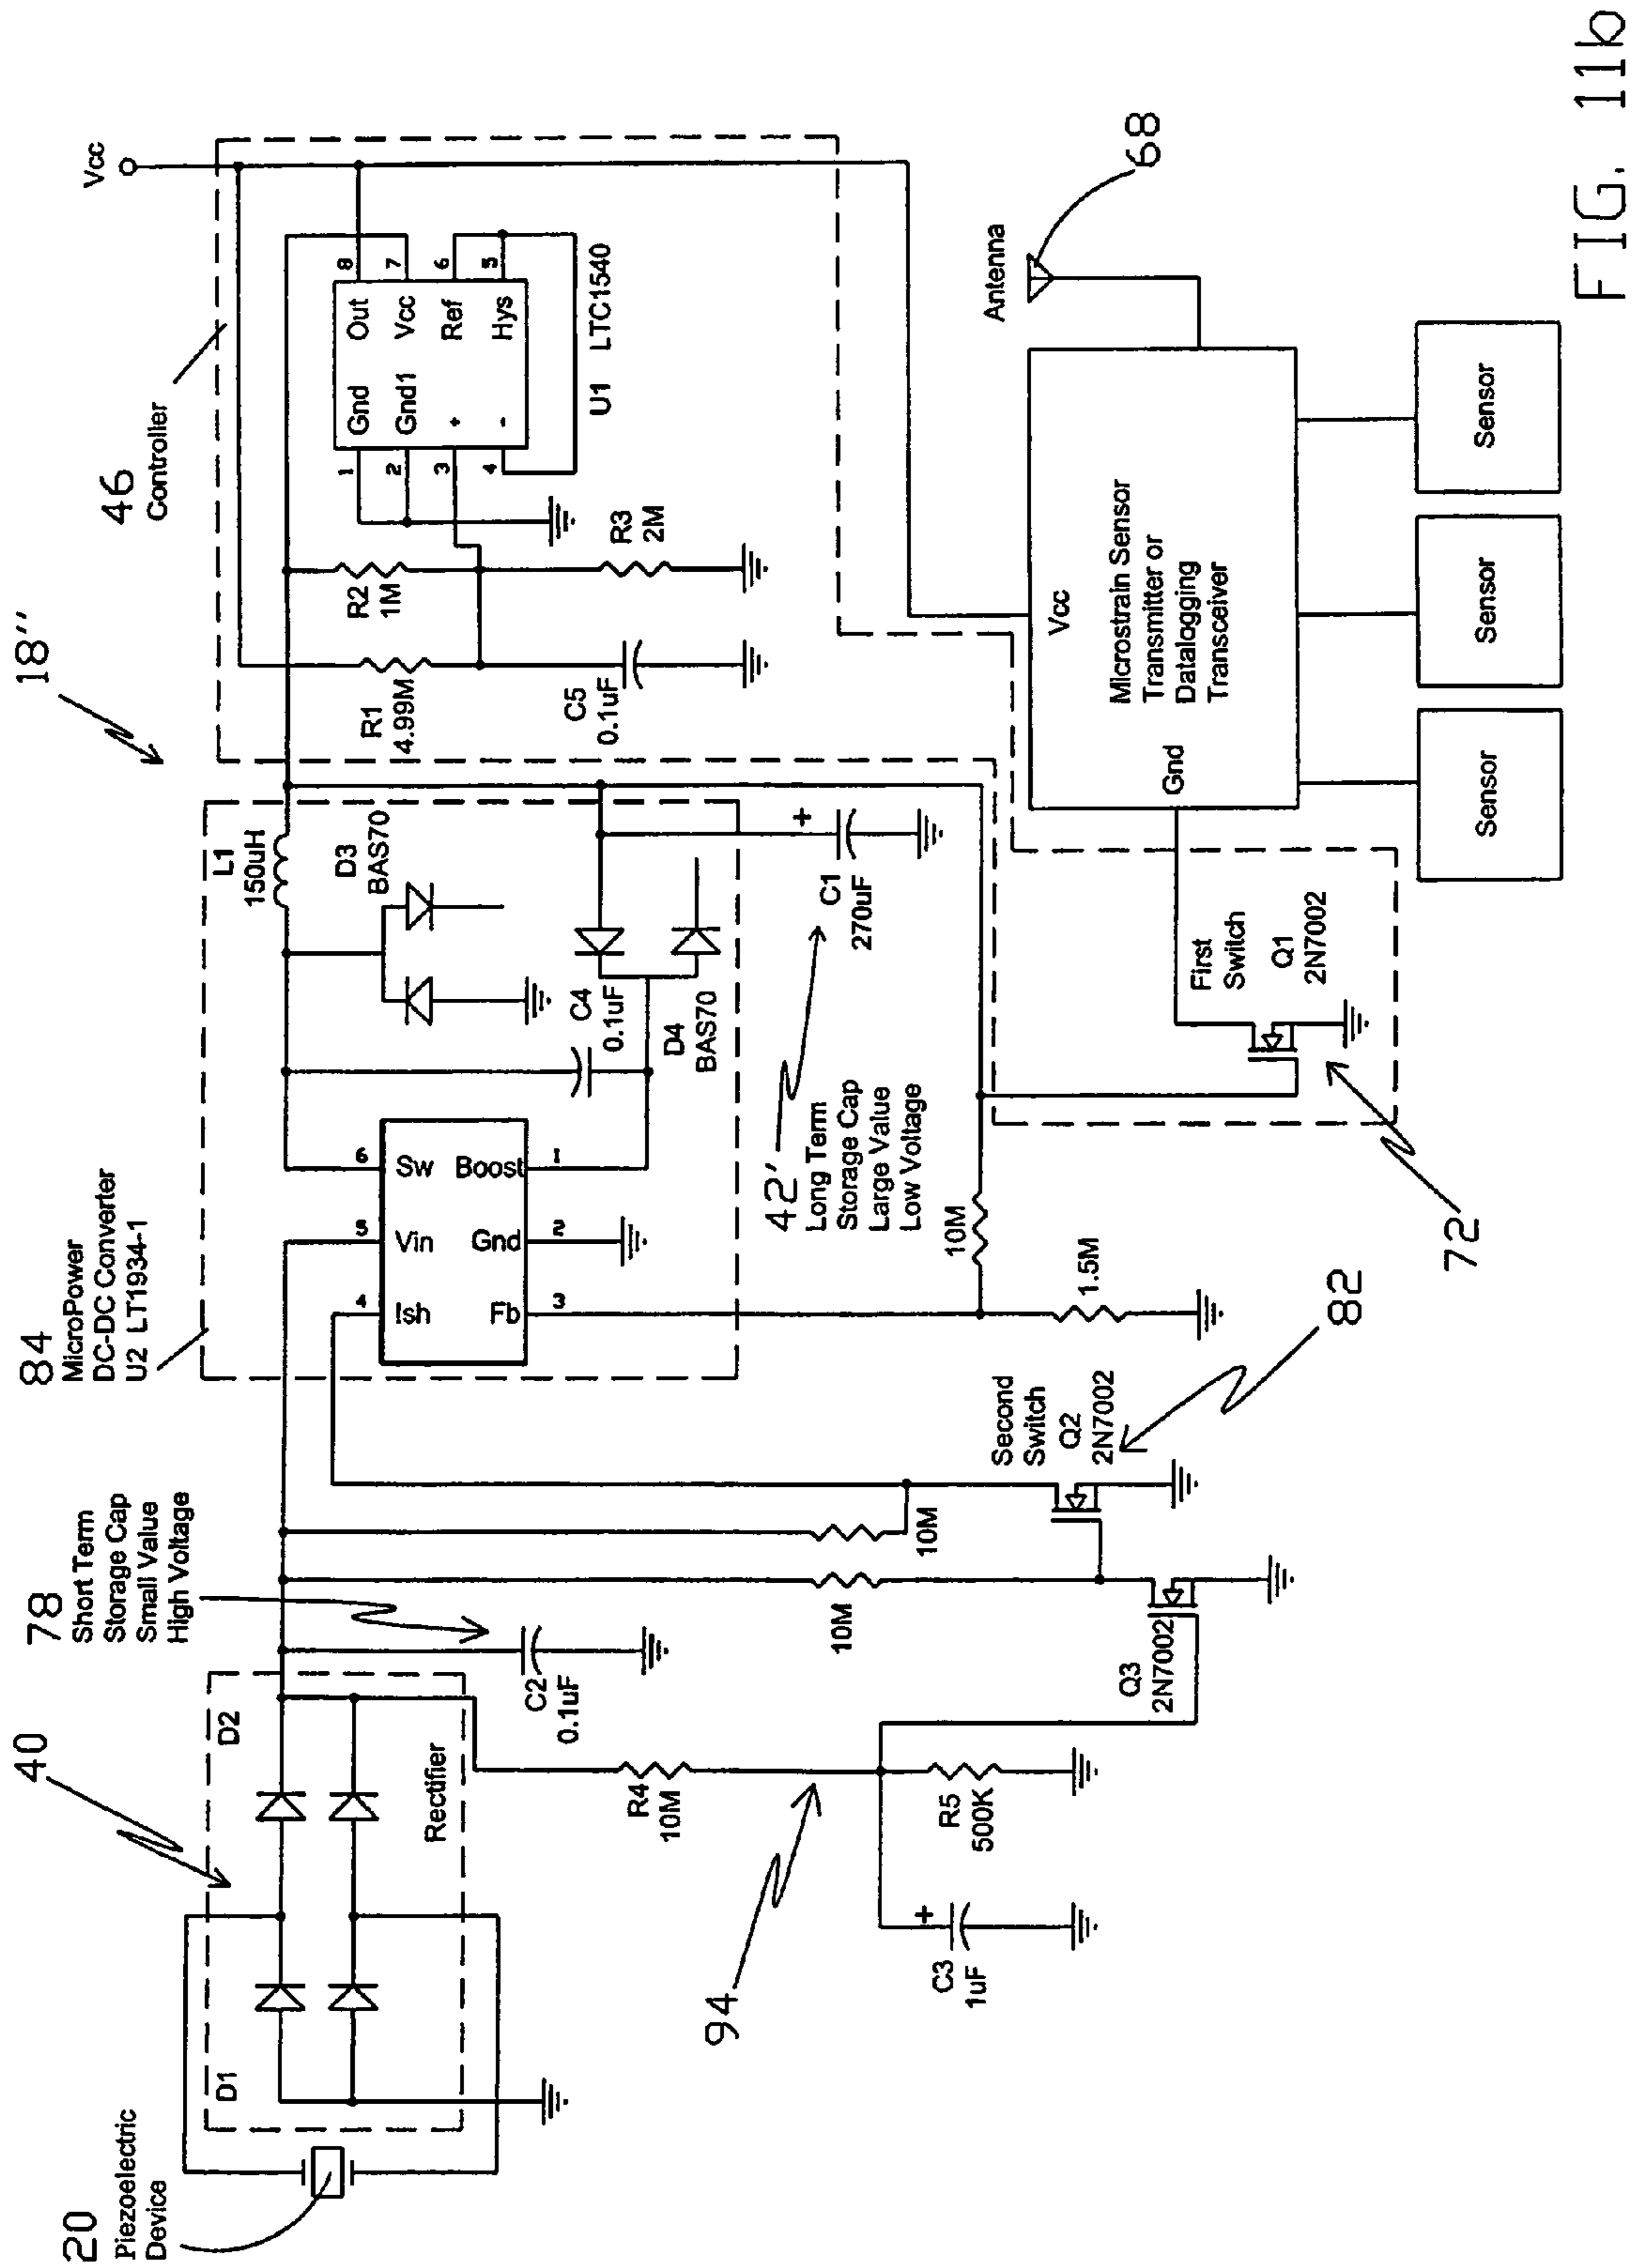 18′′
20
Piezoelectric
Device
40
D1
D2
Rectifier
78
Short Term
Storage Cap
Small Value
High Voltage
C2
0.1uF
R4
10M
94
C3
1uF
R5
500K
10M
10M
Q3
2N7002
Second
Switch
Q2
2N7002
82
84
MicroPower
DC-DC Converter
U2 LT1934-1
4
5
6
Ish
Vin
Sw
Fb
Gnd
Boost
3
2
1
L1
150uH
D3
BAS70
C4
0.1uF
D4
BAS70
42′
Long Term
Storage Cap
Large Value
Low Voltage
+
C1
270uF
10M
1.5M
46
Controller
R1
4.99M
R2
1M
C5
0.1uF
R3
2M
1
2
3
4
Gnd
Gnd1
+
-
Out
Vcc
Ref
Hys
8
7
6
5
U1 LTC1540
Vcc
First
Switch
Q1
2N7002
72
Gnd
Vcc
Microstrain Sensor
Transmitter or
Datalogging
Transceiver
Antenna
68
Sensor
Sensor
Sensor
+
FIG. 11b